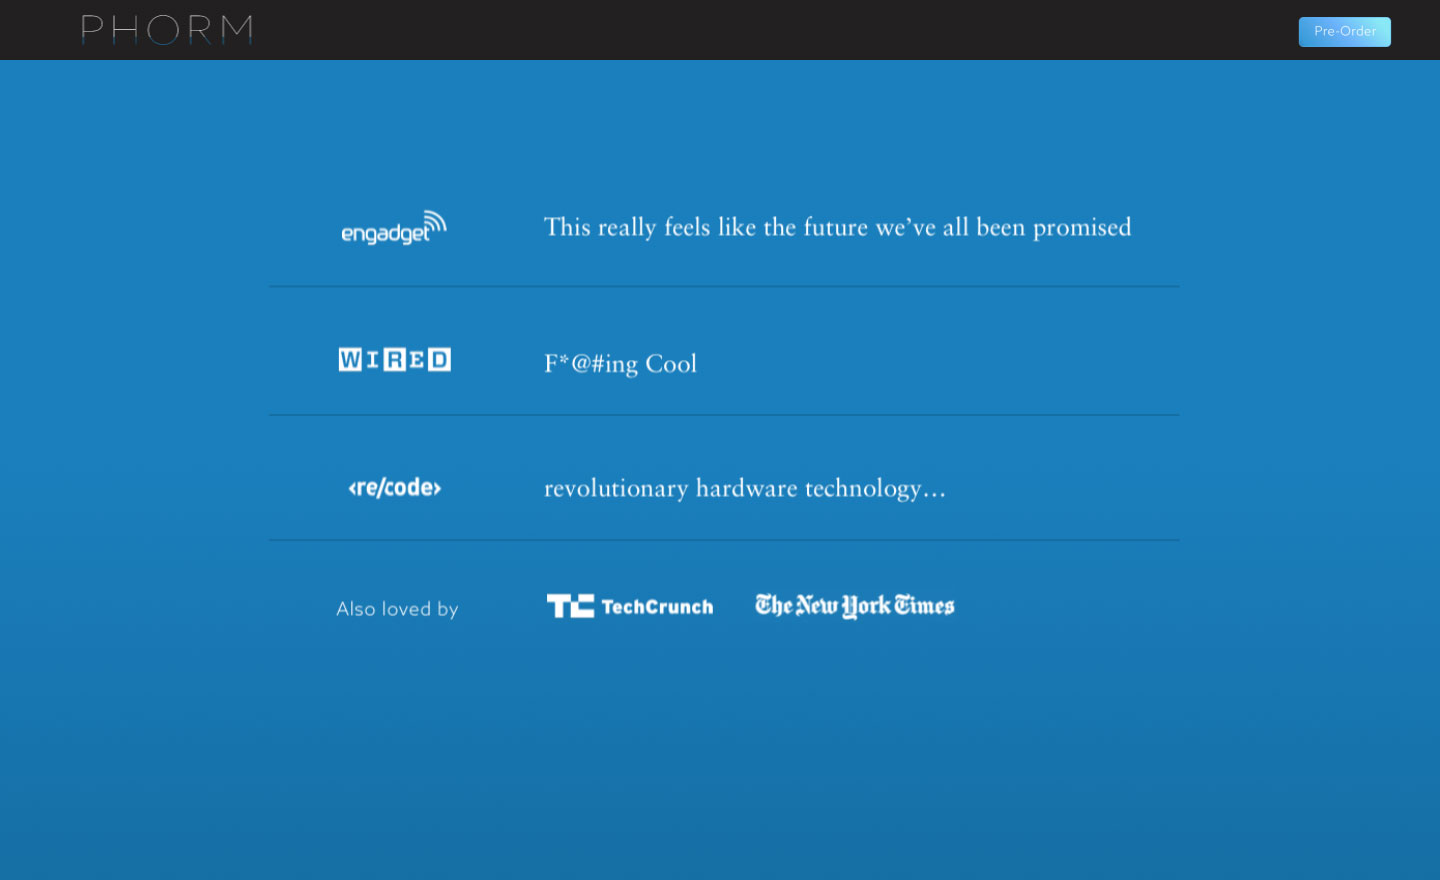 PHORM
Pre-Order
engadget
This really feels like the future we’ve all been promised
WIRED
F*@#ing Cool
<re/code>
revolutionary hardware technology…
Also loved by
TC TechCrunch
The New York Times